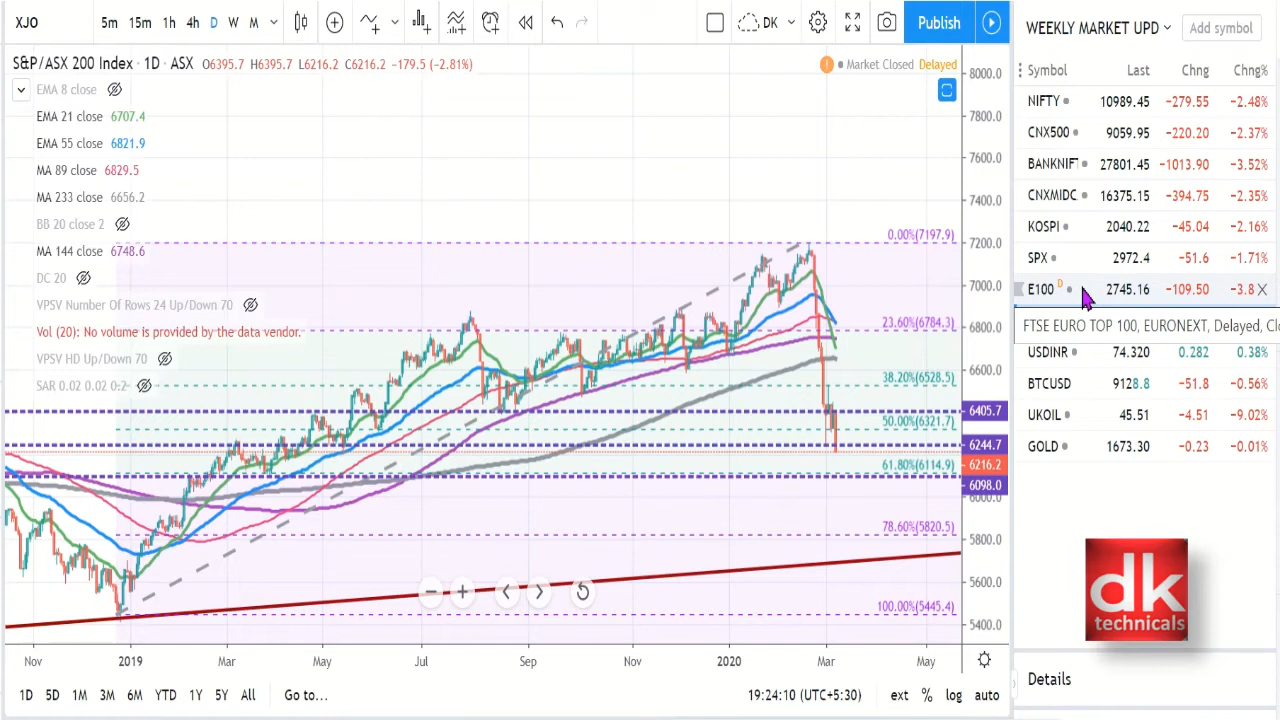 XJO 5m 15m 1h 4h D W M DK Publish
WEEKLY MARKET UPD Add symbol
S&P/ASX 200 Index · 1D · ASX O6395.7 H6395.7 L6216.2 C6216.2 −179.5 (−2.81%)
! Market Closed Delayed
EMA 8 close
EMA 21 close 6707.4
EMA 55 close 6821.9
MA 89 close 6829.5
MA 233 close 6656.2
BB 20 close 2
MA 144 close 6748.6
DC 20
VPSV Number Of Rows 24 Up/Down 70
Vol (20): No volume is provided by the data vendor.
VPSV HD Up/Down 70
SAR 0.02 0.02 0.2
0.00%(7197.9)
23.60%(6784.3)
38.20%(6528.5)
50.00%(6321.7)
61.80%(6114.9)
78.60%(5820.5)
100.00%(5445.4)
8000.0
7800.0
7600.0
7400.0
7200.0
7000.0
6800.0
6600.0
6405.7
6244.7
6216.2
6098.0
6000.0
5800.0
5600.0
5400.0
Nov 2019 Mar May Jul Sep Nov 2020 Mar May
1D 5D 1M 3M 6M YTD 1Y 5Y All Go to... 19:24:10 (UTC+5:30) ext % log auto
Symbol Last Chng Chng%
NIFTY 10989.45 −279.55 −2.48%
CNX500 9059.95 −220.20 −2.37%
BANKNIFT 27801.45 −1013.90 −3.52%
CNXMIDC 16375.15 −394.75 −2.35%
KOSPI 2040.22 −45.04 −2.16%
SPX 2972.4 −51.6 −1.71%
E100 D 2745.16 −109.50 −3.8
FTSE EURO TOP 100, EURONEXT, Delayed, Cl
USDINR 74.320 0.282 0.38%
BTCUSD 9128.8 −51.8 −0.56%
UKOIL 45.51 −4.51 −9.02%
GOLD 1673.30 −0.23 −0.01%
dk
technicals
Details